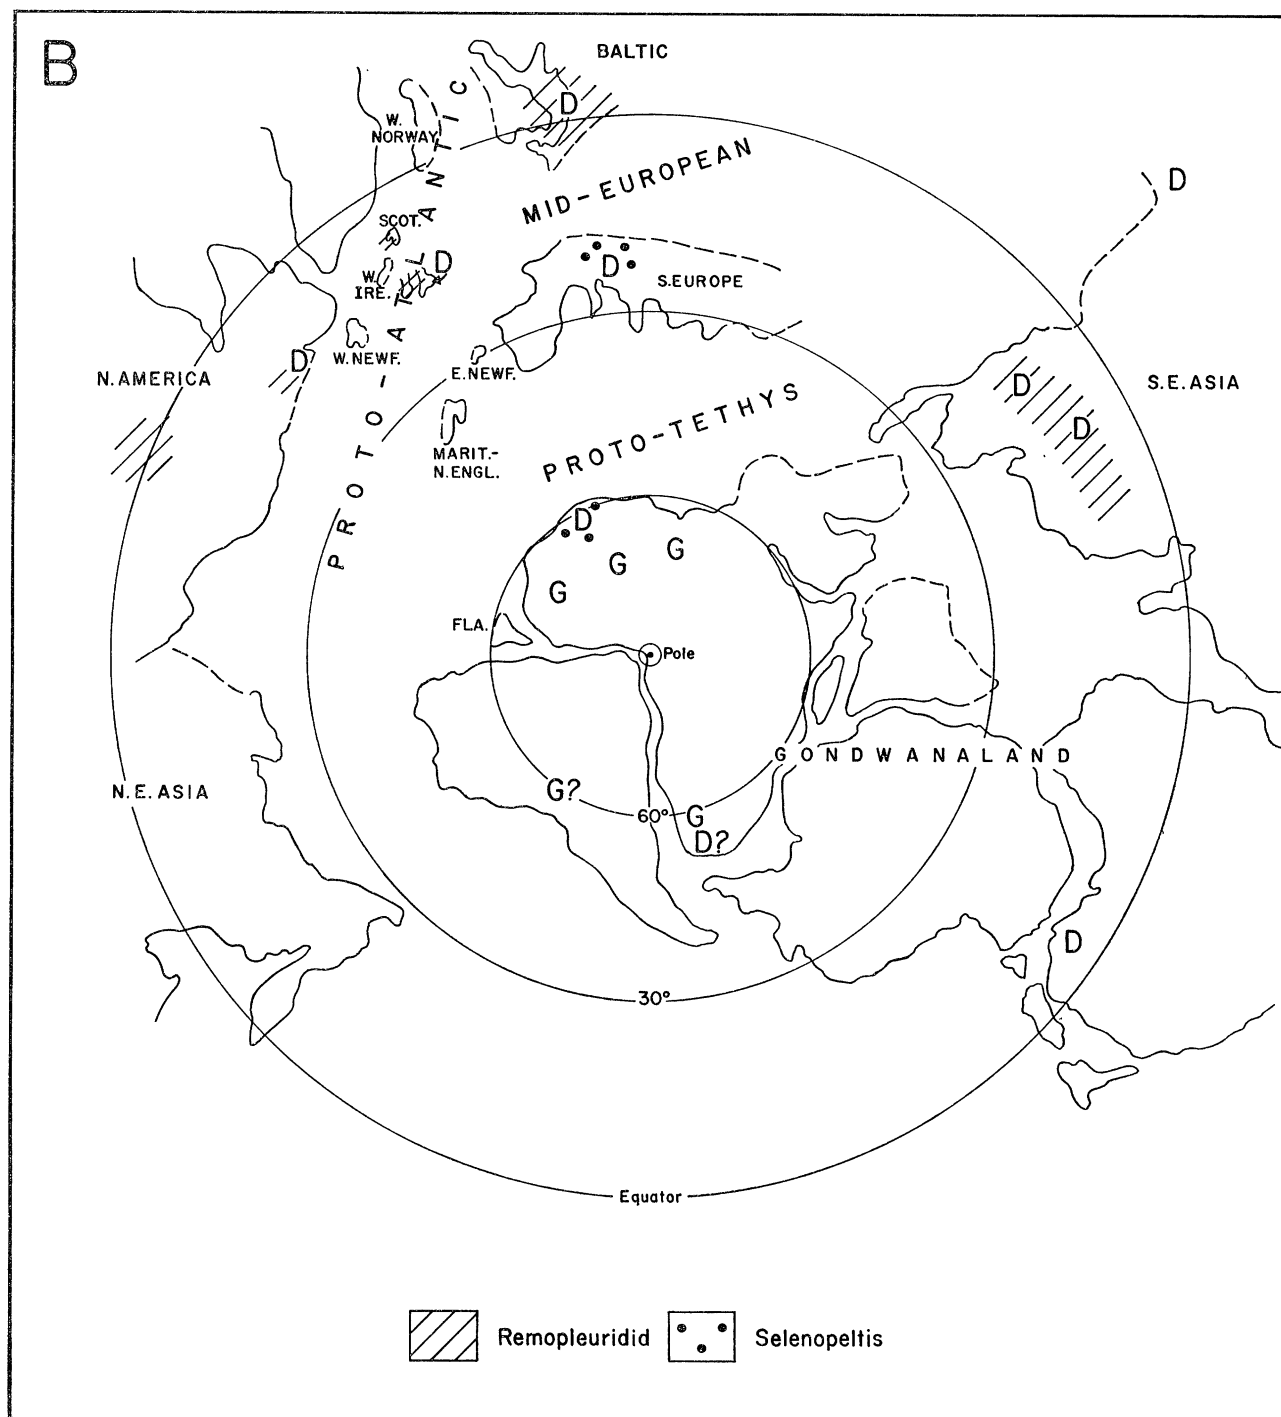 B
BALTIC
D
W.
NORWAY
PROTO-ATLANTIC
MID-EUROPEAN
D
SCOT.
D
D
S.EUROPE
W.
IRE.
W.NEWF.
E.NEWF.
D
N.AMERICA
D
D
S.E.ASIA
PROTO-TETHYS
MARIT.-
N.ENGL.
D
G
G
G
FLA.
Pole
GONDWANALAND
N.E.ASIA
G?
60°
G
D?
D
30°
Equator
Remopleuridid
Selenopeltis